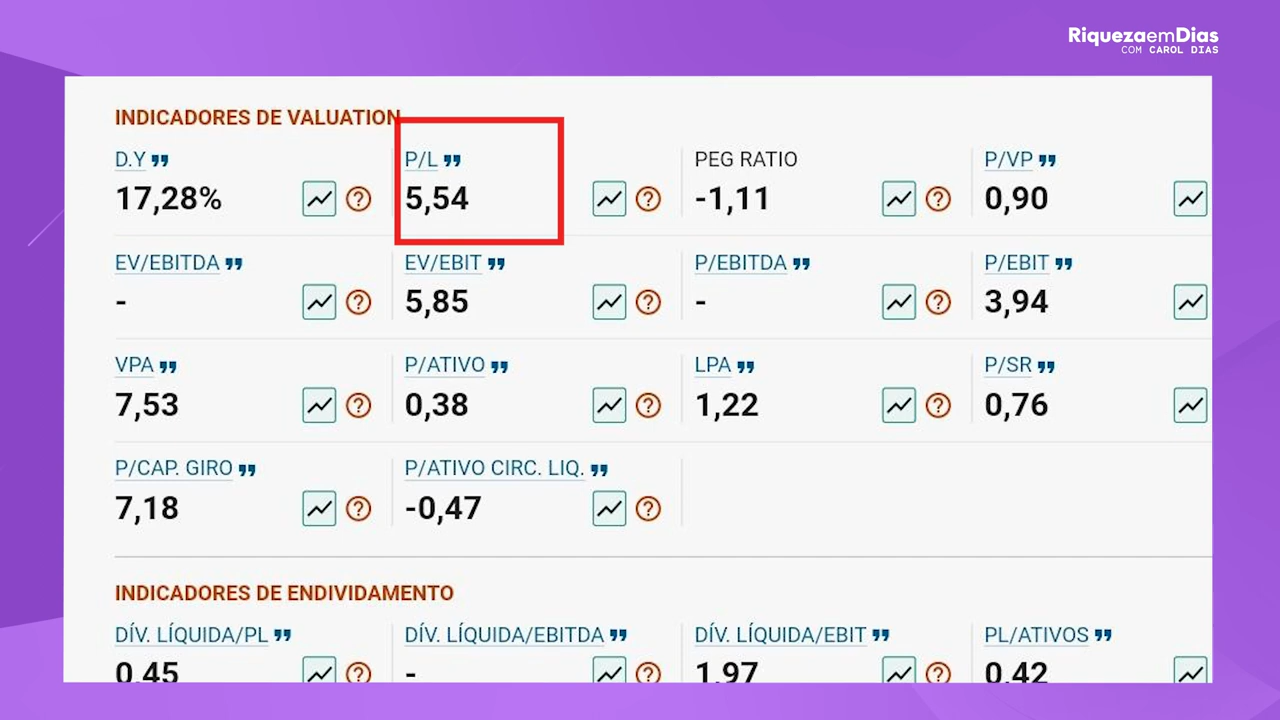 RiquezaemDias
COM CAROL DIAS
INDICADORES DE VALUATION
D.Y P/L PEG RATIO P/VP
17,28% 5,54 -1,11 0,90
EV/EBITDA EV/EBIT P/EBITDA P/EBIT
- 5,85 - 3,94
VPA P/ATIVO LPA P/SR
7,53 0,38 1,22 0,76
P/CAP. GIRO P/ATIVO CIRC. LIQ.
7,18 -0,47
INDICADORES DE ENDIVIDAMENTO
DÍV. LÍQUIDA/PL DÍV. LÍQUIDA/EBITDA DÍV. LÍQUIDA/EBIT PL/ATIVOS
0,45 - 1,97 0,42